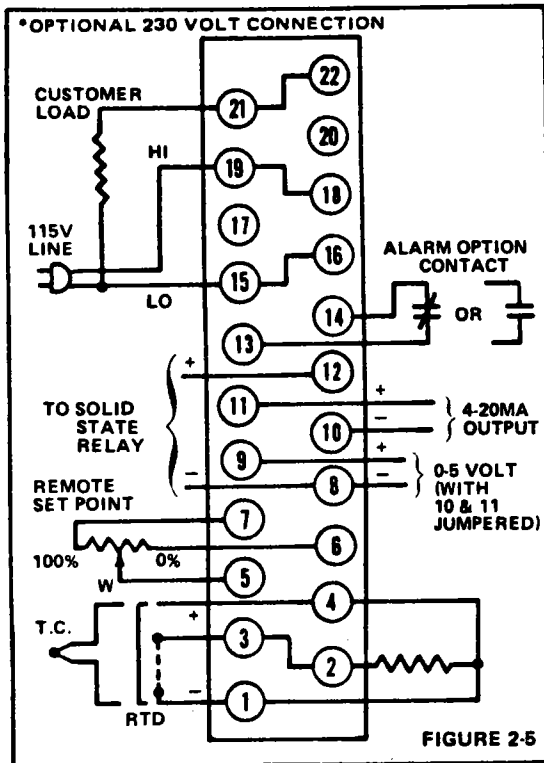 *OPTIONAL 230 VOLT CONNECTION
22
CUSTOMER
LOAD
21
20
HI
19
18
17
115V
LINE
16
15
LO
ALARM OPTION
CONTACT
14
OR
13
+
12
TO SOLID
STATE
RELAY
11
+
4-20MA
OUTPUT
10
−
9
+
0-5 VOLT
(WITH
10 & 11
JUMPERED)
−
8
−
REMOTE
SET POINT
7
6
100%
0%
W
5
4
T.C.
+
3
2
−
1
RTD
FIGURE 2-5